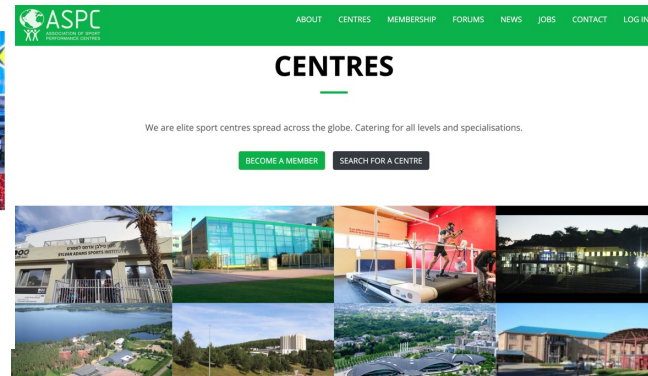 ASPC
ASSOCIATION OF SPORT
PERFORMANCE CENTRES
ABOUT CENTRES MEMBERSHIP FORUMS NEWS JOBS CONTACT LOG IN
CENTRES
We are elite sport centres spread across the globe. Catering for all levels and specialisations.
BECOME A MEMBER SEARCH FOR A CENTRE
SYLVAN ADAMS SPORTS INSTITUTE